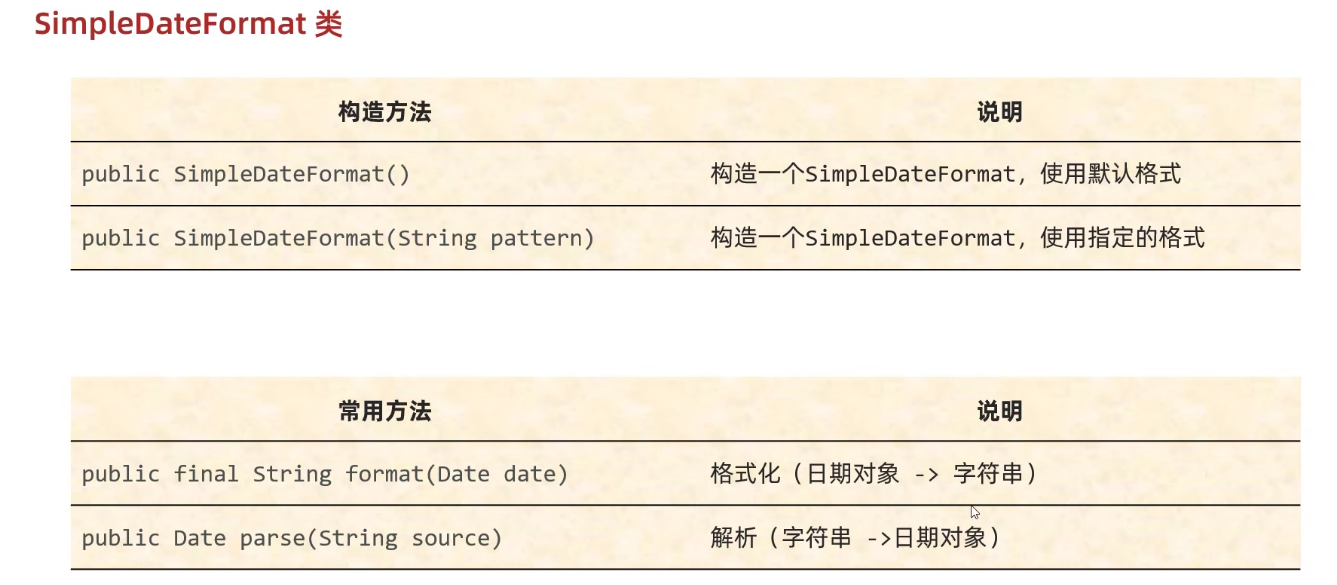 SimpleDateFormat 类
构造方法 说明
public SimpleDateFormat() 构造一个SimpleDateFormat，使用默认格式
public SimpleDateFormat(String pattern) 构造一个SimpleDateFormat，使用指定的格式
常用方法 说明
public final String format(Date date) 格式化（日期对象 -> 字符串）
public Date parse(String source) 解析（字符串 ->日期对象）